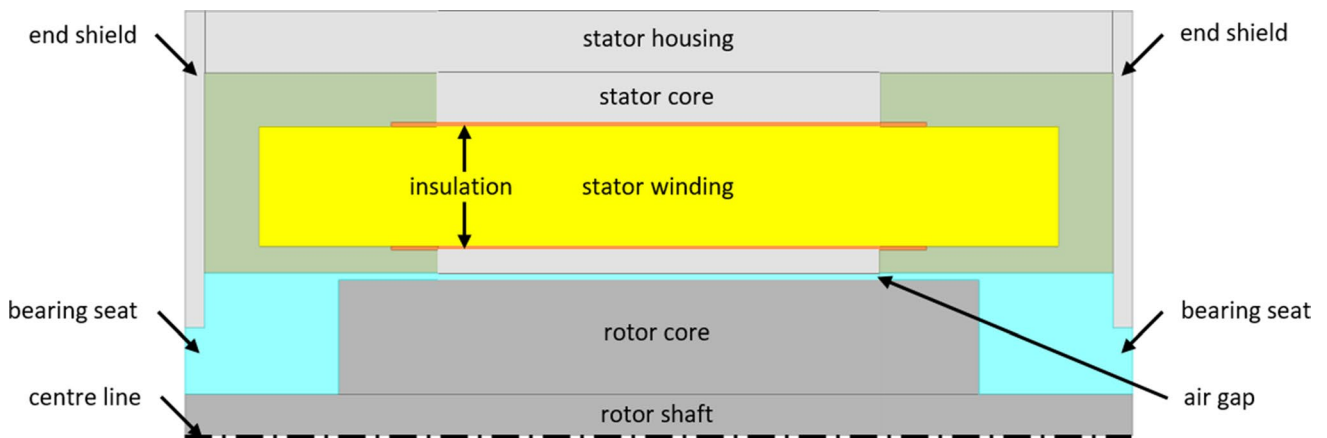 end shield
stator housing
end shield
stator core
insulation
stator winding
bearing seat
rotor core
bearing seat
centre line
rotor shaft
air gap